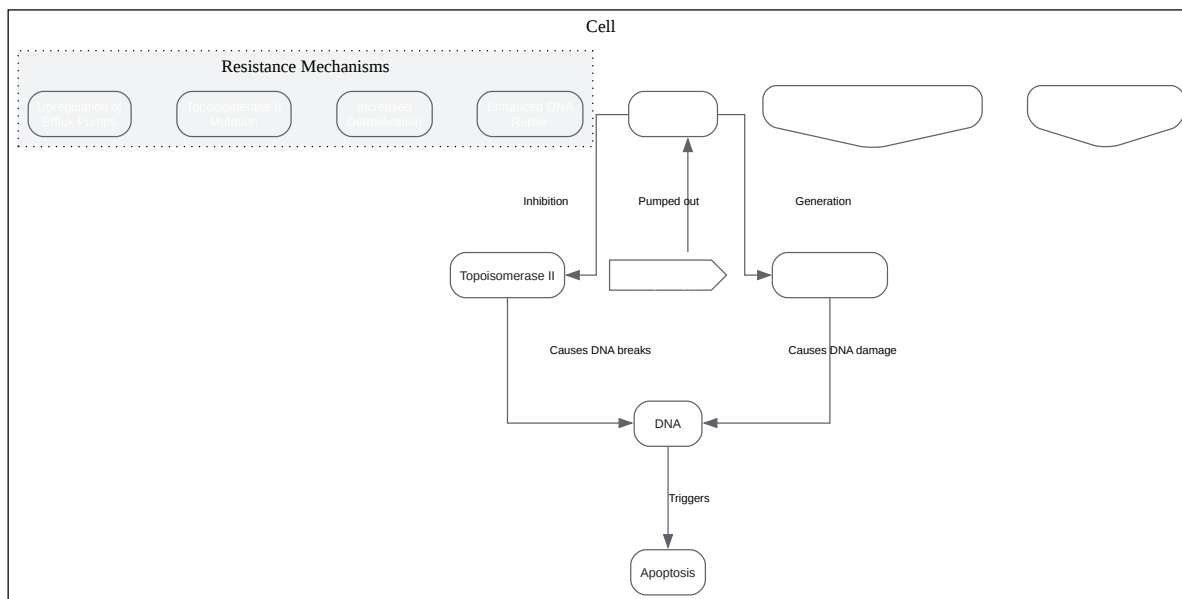 Cell
Resistance Mechanisms
Upregulation of
Efflux Pumps
Topoisomerase II
Mutation
Increased
Detoxification
Enhanced DNA
Repair
Inhibition
Pumped out
Generation
Topoisomerase II
Causes DNA breaks
Causes DNA damage
DNA
Triggers
Apoptosis